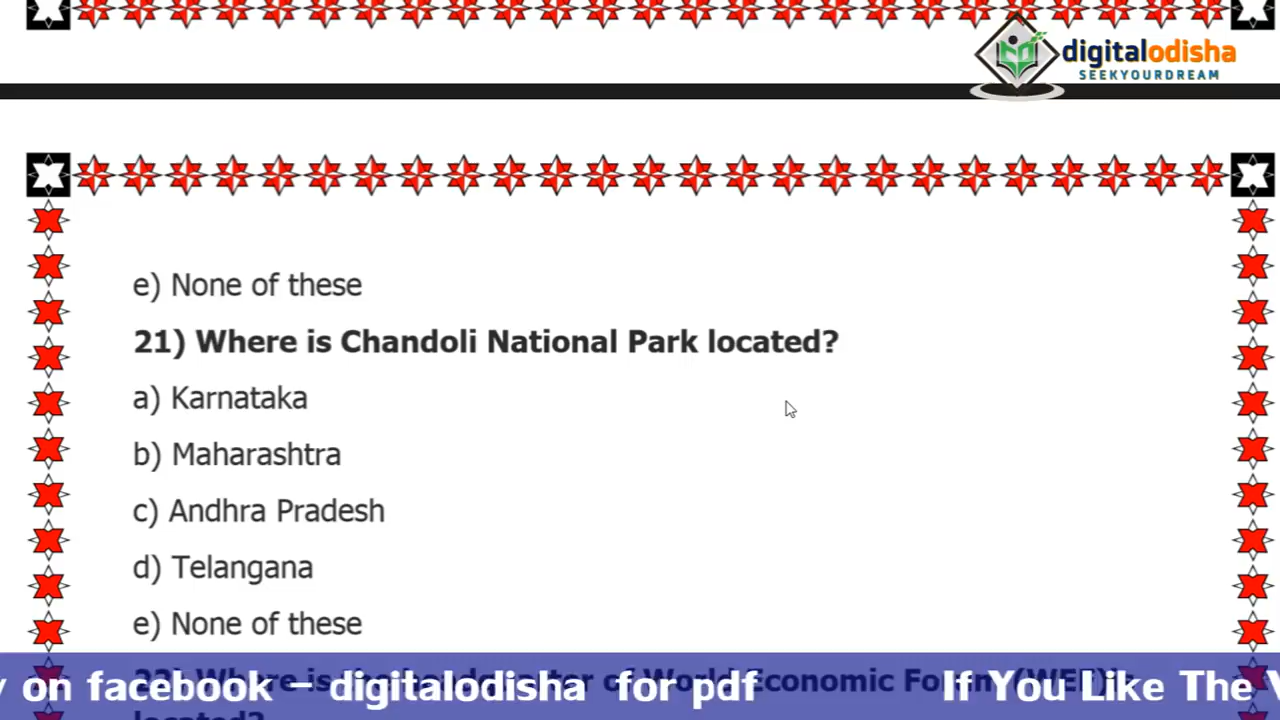 digitalodisha
SEEKYOURDREAM
e) None of these
21) Where is Chandoli National Park located?
a) Karnataka
b) Maharashtra
c) Andhra Pradesh
d) Telangana
e) None of these
22) Where is the headquarter of World Economic Forum (WEF) is
located?
on facebook – digitalodisha for pdf If You Like The